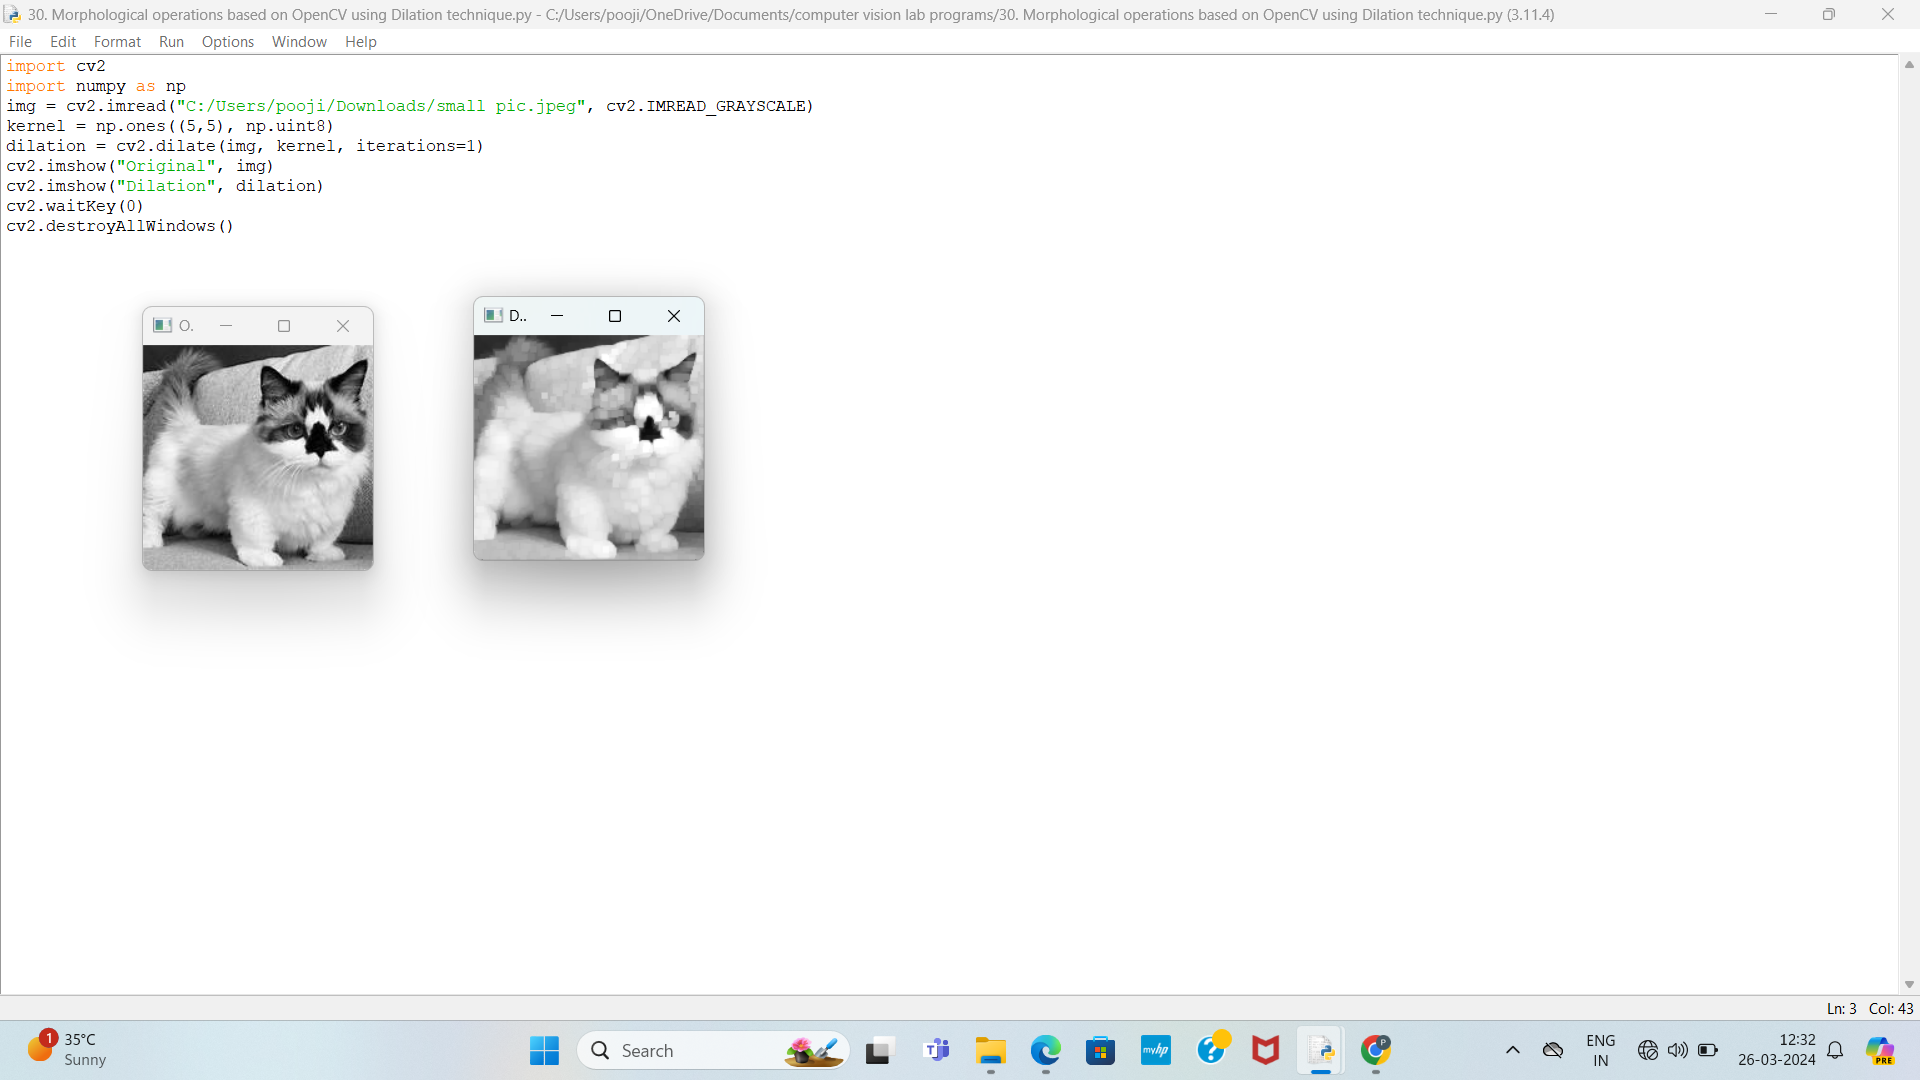 30. Morphological operations based on OpenCV using Dilation technique.py - C:/Users/pooji/OneDrive/Documents/computer vision lab programs/30. Morphological operations based on OpenCV using Dilation technique.py (3.11.4)
File Edit Format Run Options Window Help
import cv2
import numpy as np
img = cv2.imread("C:/Users/pooji/Downloads/small pic.jpeg", cv2.IMREAD_GRAYSCALE)
kernel = np.ones((5,5), np.uint8)
dilation = cv2.dilate(img, kernel, iterations=1)
cv2.imshow("Original", img)
cv2.imshow("Dilation", dilation)
cv2.waitKey(0)
cv2.destroyAllWindows()
O.
D..
Ln: 3 Col: 43
1
35°C
Sunny
Search
myhp
P
ENG
IN
12:32
26-03-2024
PRE